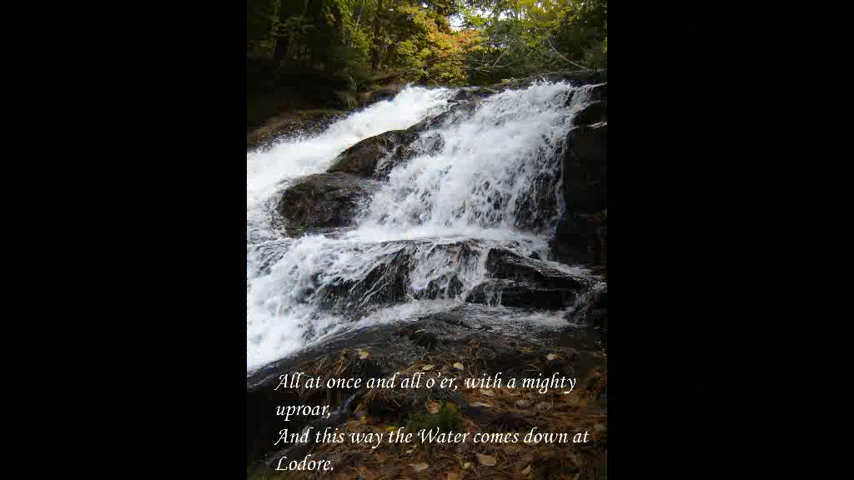 All at once and all o'er, with a mighty
uproar,
And this way the Water comes down at
Lodore.